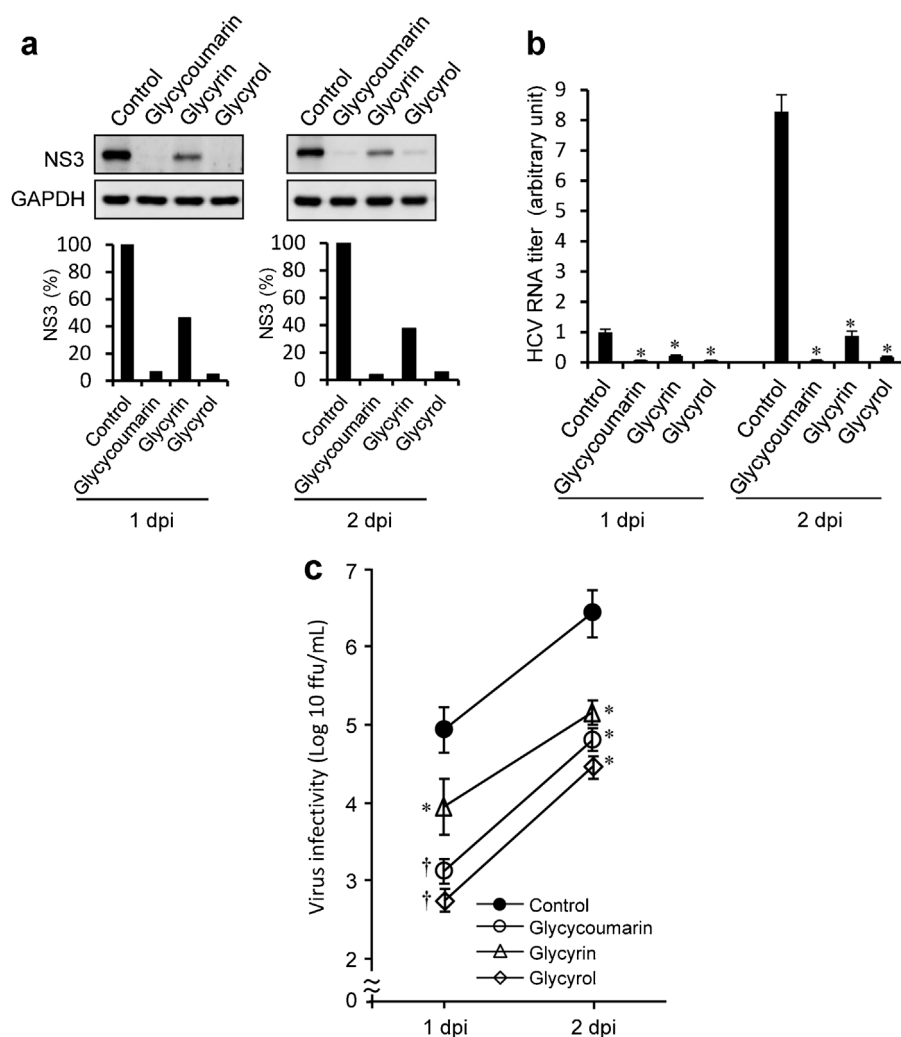 a
Control
Glycycoumarin
Glycyrin
Glycyrol
Control
Glycycoumarin
Glycyrin
Glycyrol
NS3
GAPDH
NS3 (%)
100
80
60
40
20
0
Control
Glycycoumarin
Glycyrin
Glycyrol
1 dpi
NS3 (%)
100
80
60
40
20
0
Control
Glycycoumarin
Glycyrin
Glycyrol
2 dpi
b
HCV RNA titer (arbitrary unit)
9
8
7
6
5
4
3
2
1
0
* * *
* * *
Control
Glycycoumarin
Glycyrin
Glycyrol
1 dpi
Control
Glycycoumarin
Glycyrin
Glycyrol
2 dpi
c
Virus infectivity (Log 10 ffu/mL)
7
6
5
4
3
2
≈
0
*
†
†
*
*
*
Control
Glycycoumarin
Glycyrin
Glycyrol
1 dpi
2 dpi